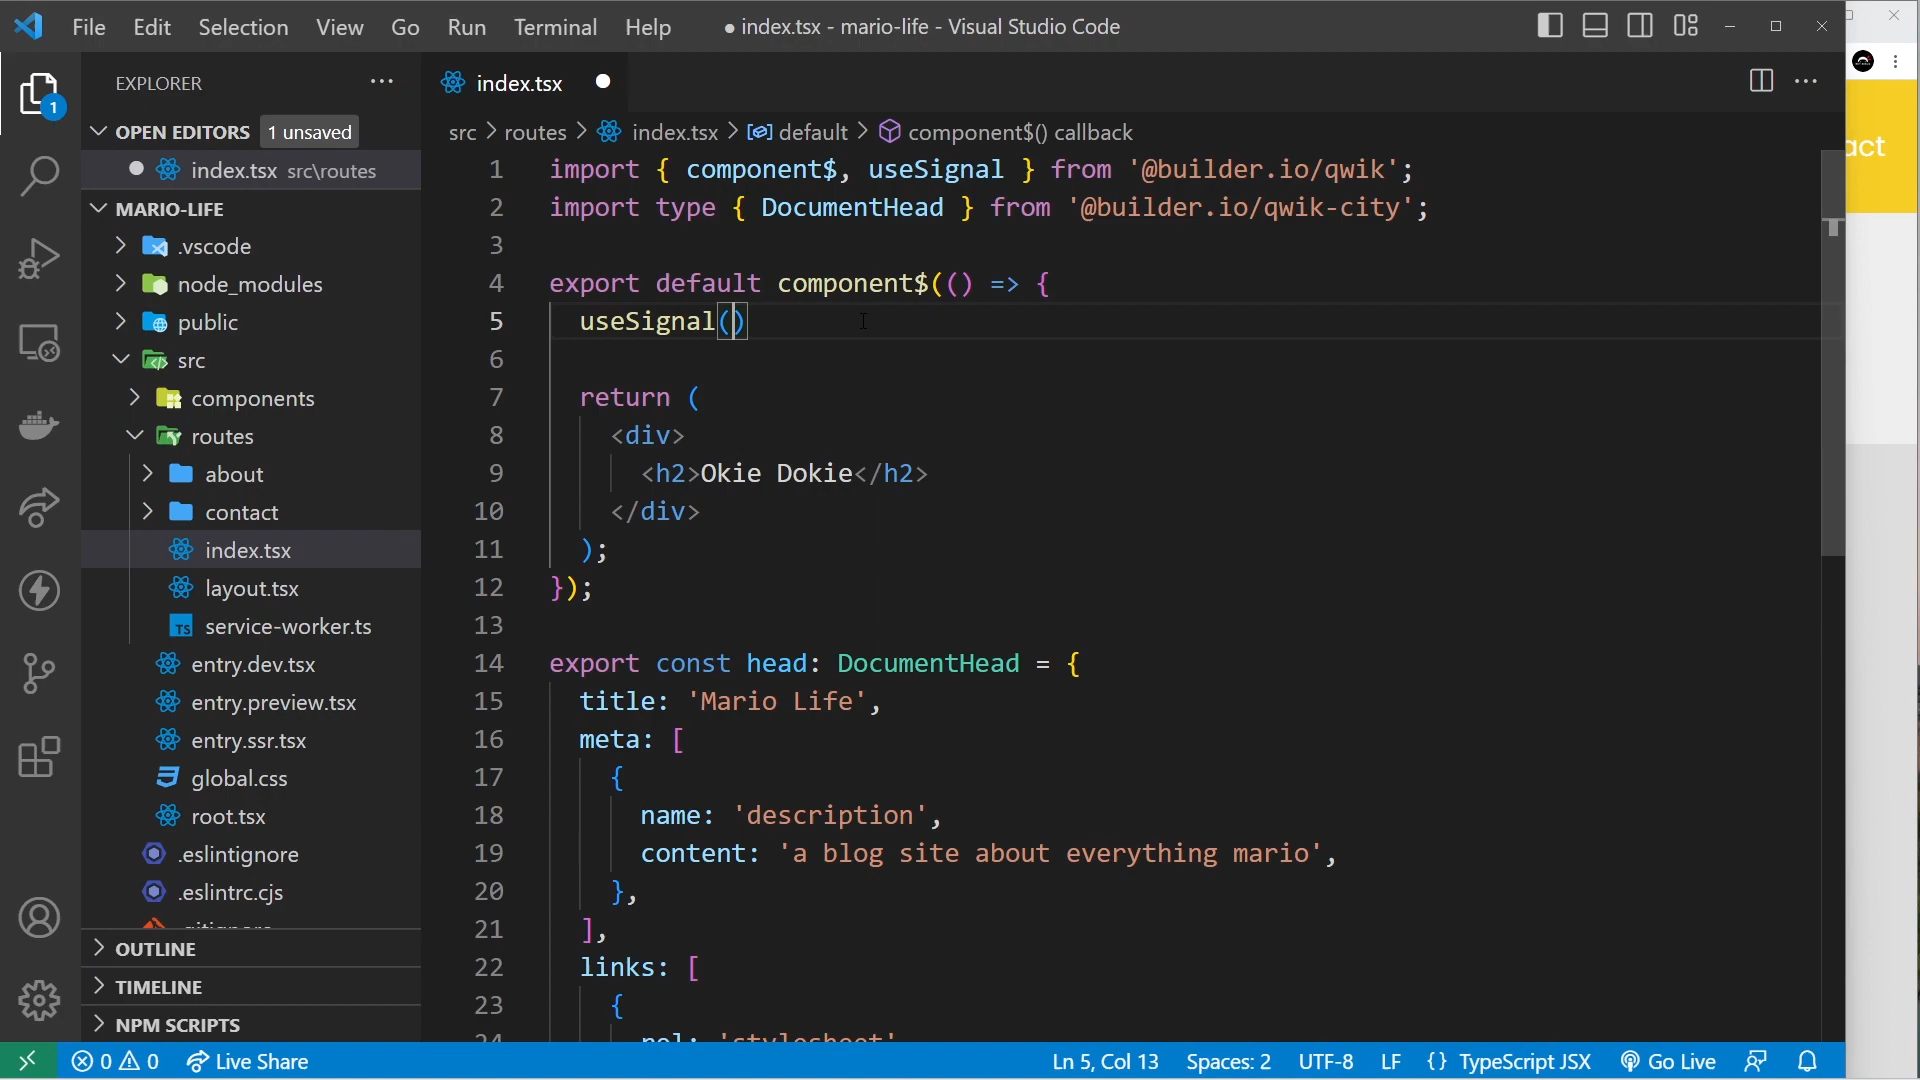 File Edit Selection View Go Run Terminal Help ● index.tsx - mario-life - Visual Studio Code
EXPLORER
index.tsx
OPEN EDITORS 1 unsaved
index.tsx src\routes
MARIO-LIFE
.vscode
node_modules
public
src
components
routes
about
contact
index.tsx
layout.tsx
service-worker.ts
entry.dev.tsx
entry.preview.tsx
entry.ssr.tsx
global.css
root.tsx
.eslintignore
.eslintrc.cjs
OUTLINE
TIMELINE
NPM SCRIPTS
src > routes > index.tsx > default > component$() callback
1 import { component$, useSignal } from '@builder.io/qwik';
2 import type { DocumentHead } from '@builder.io/qwik-city';
3
4 export default component$(() => {
5 useSignal()
6
7 return (
8 <div>
9 <h2>Okie Dokie</h2>
10 </div>
11 );
12 });
13
14 export const head: DocumentHead = {
15 title: 'Mario Life',
16 meta: [
17 {
18 name: 'description',
19 content: 'a blog site about everything mario',
20 },
21 ],
22 links: [
23 {
act
1
0 0 Live Share Ln 5, Col 13 Spaces: 2 UTF-8 LF {} TypeScript JSX Go Live